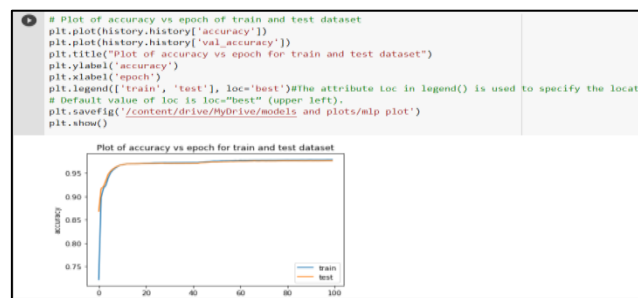 # Plot of accuracy vs epoch of train and test dataset
plt.plot(history.history['accuracy'])
plt.plot(history.history['val_accuracy'])
plt.title("Plot of accuracy vs epoch for train and test dataset")
plt.ylabel('accuracy')
plt.xlabel('epoch')
plt.legend(['train', 'test'], loc='best')#The attribute Loc in legend() is used to specify the locat
# Default value of loc is loc="best" (upper left).
plt.savefig('/content/drive/MyDrive/models and plots/mlp plot')
plt.show()
Plot of accuracy vs epoch for train and test dataset
0.95
0.90
0.85
0.80
0.75
accuracy
train
test
0 20 40 60 80 100